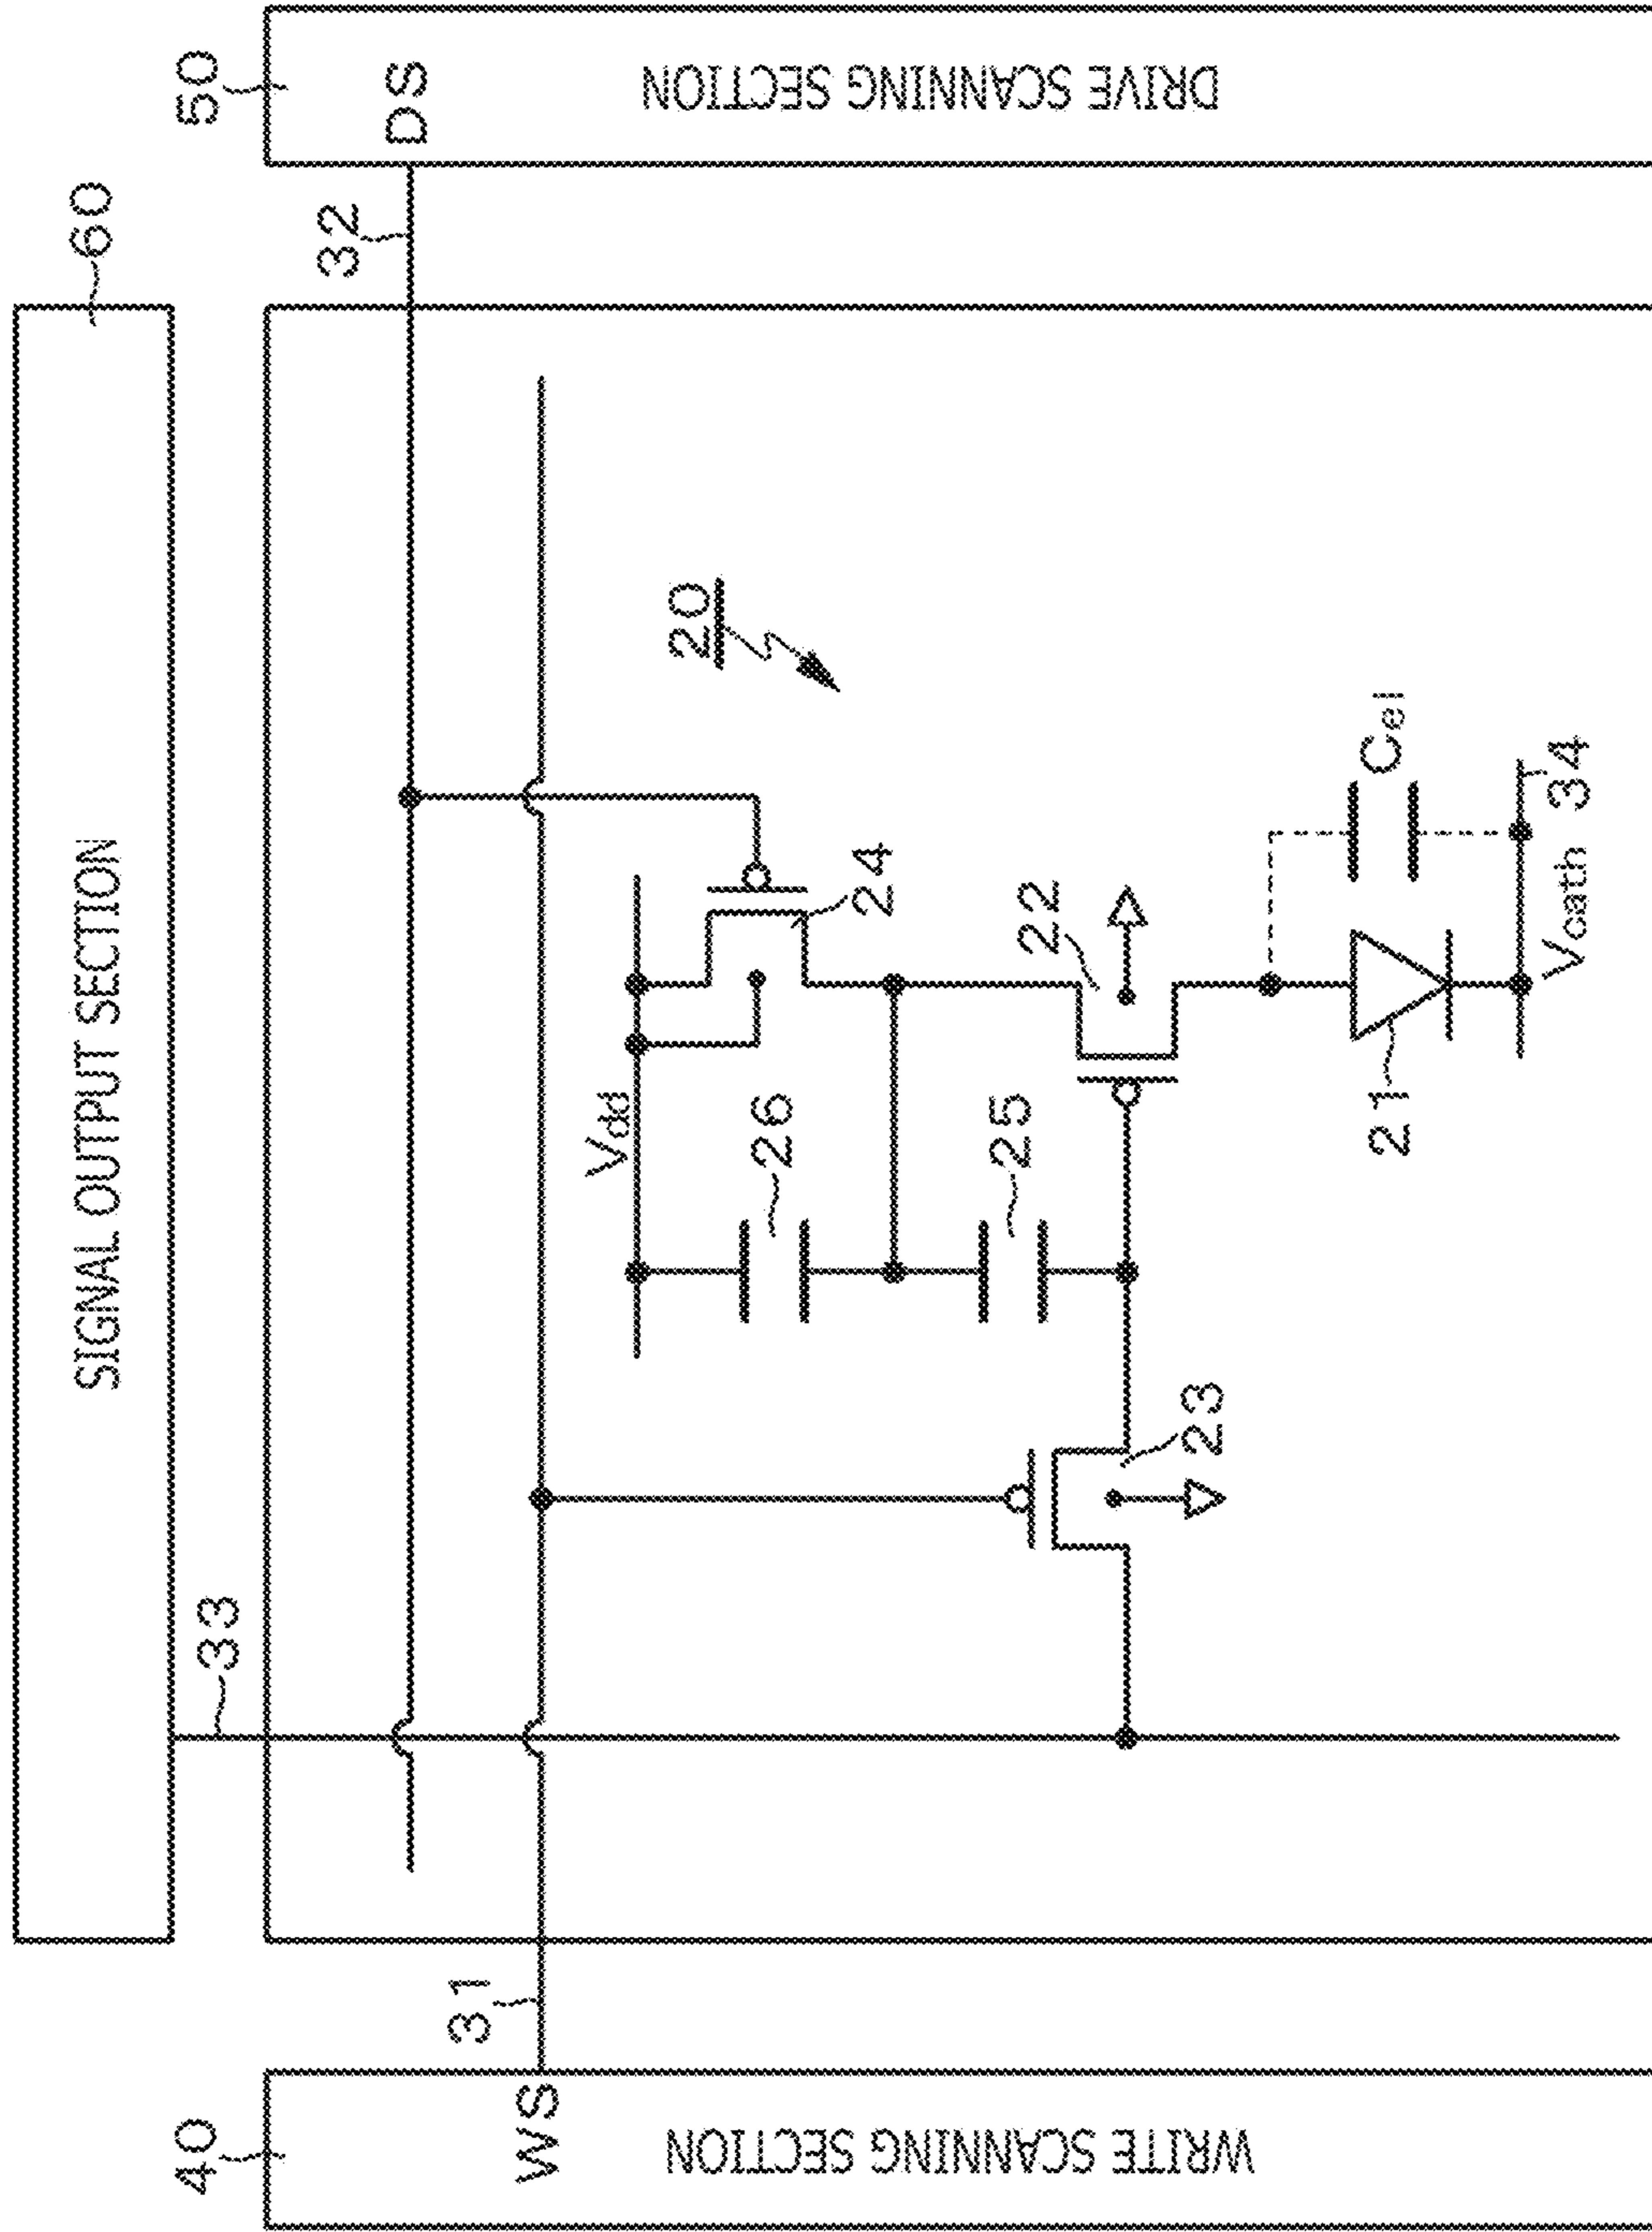 SIGNAL OUTPUT SECTION
60
33
40
50
WS
31
32
DS
WRITE SCANNING SECTION
DRIVE SCANNING SECTION
Vdd
20
26
24
25
22
23
21
Cel
Vcath
34